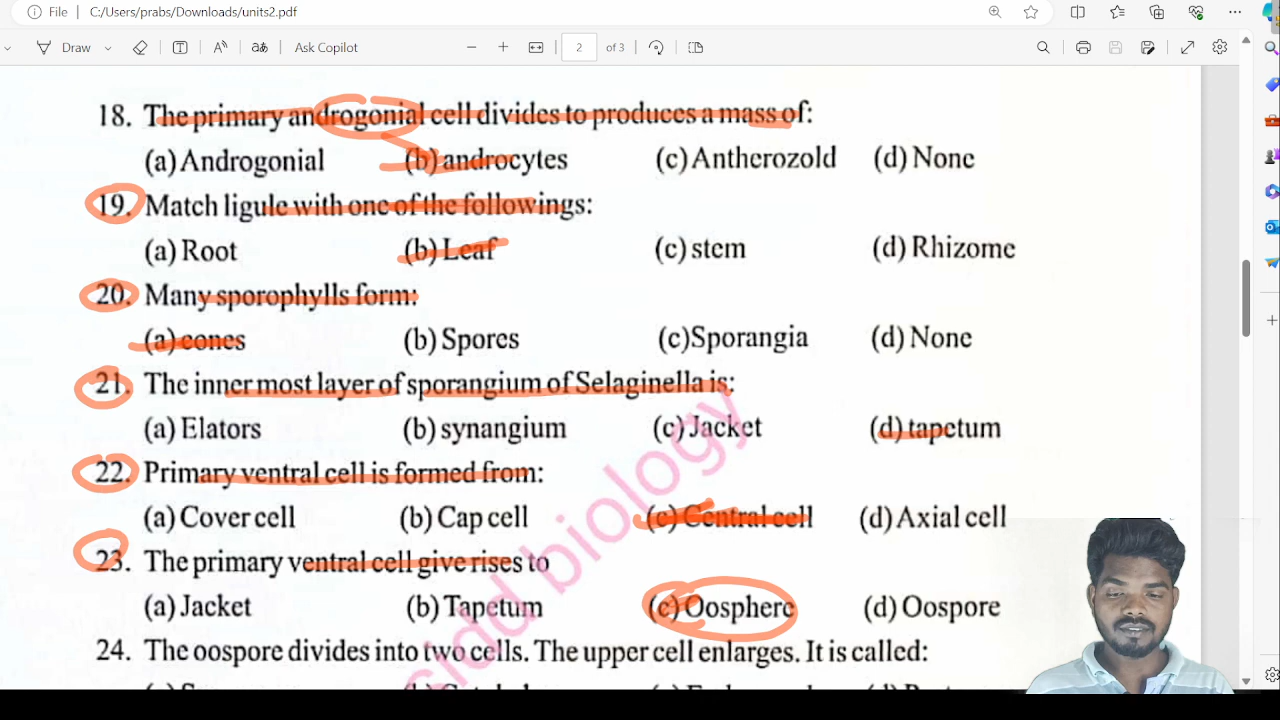 File | C:/Users/prabs/Downloads/units2.pdf
Draw
Ask Copilot
2 of 3
18. The primary androgonial cell divides to produces a mass of:
(a) Androgonial (b) androcytes (c) Antherozold (d) None
19. Match ligule with one of the followings:
(a) Root (b) Leaf (c) stem (d) Rhizome
20. Many sporophylls form:
(a) cones (b) Spores (c) Sporangia (d) None
21. The inner most layer of sporangium of Selaginella is:
(a) Elators (b) synangium (c) Jacket (d) tapetum
22. Primary ventral cell is formed from:
(a) Cover cell (b) Cap cell (c) Central cell (d) Axial cell
23. The primary ventral cell give rises to
(a) Jacket (b) Tapetum (c) Oosphere (d) Oospore
24. The oospore divides into two cells. The upper cell enlarges. It is called:
sidd biology